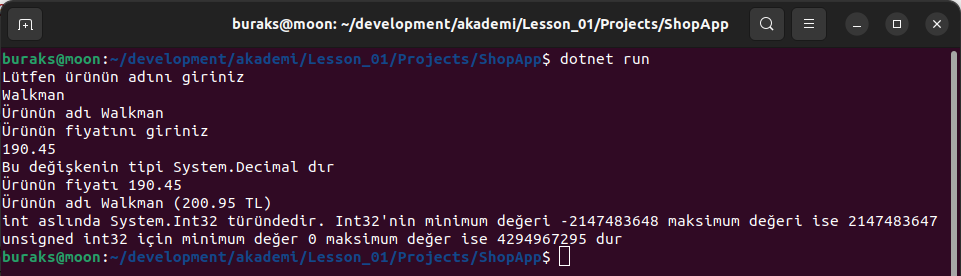 buraks@moon: ~/development/akademi/Lesson_01/Projects/ShopApp
buraks@moon:~/development/akademi/Lesson_01/Projects/ShopApp$ dotnet run
Lütfen ürünün adını giriniz
Walkman
Ürünün adı Walkman
Ürünün fiyatını giriniz
190.45
Bu değişkenin tipi System.Decimal dır
Ürünün fiyatı 190.45
Ürünün adı Walkman (200.95 TL)
int aslında System.Int32 türündedir. Int32'nin minimum değeri -2147483648 maksimum değeri ise 2147483647
unsigned int32 için minimum değer 0 maksimum değer ise 4294967295 dur
buraks@moon:~/development/akademi/Lesson_01/Projects/ShopApp$